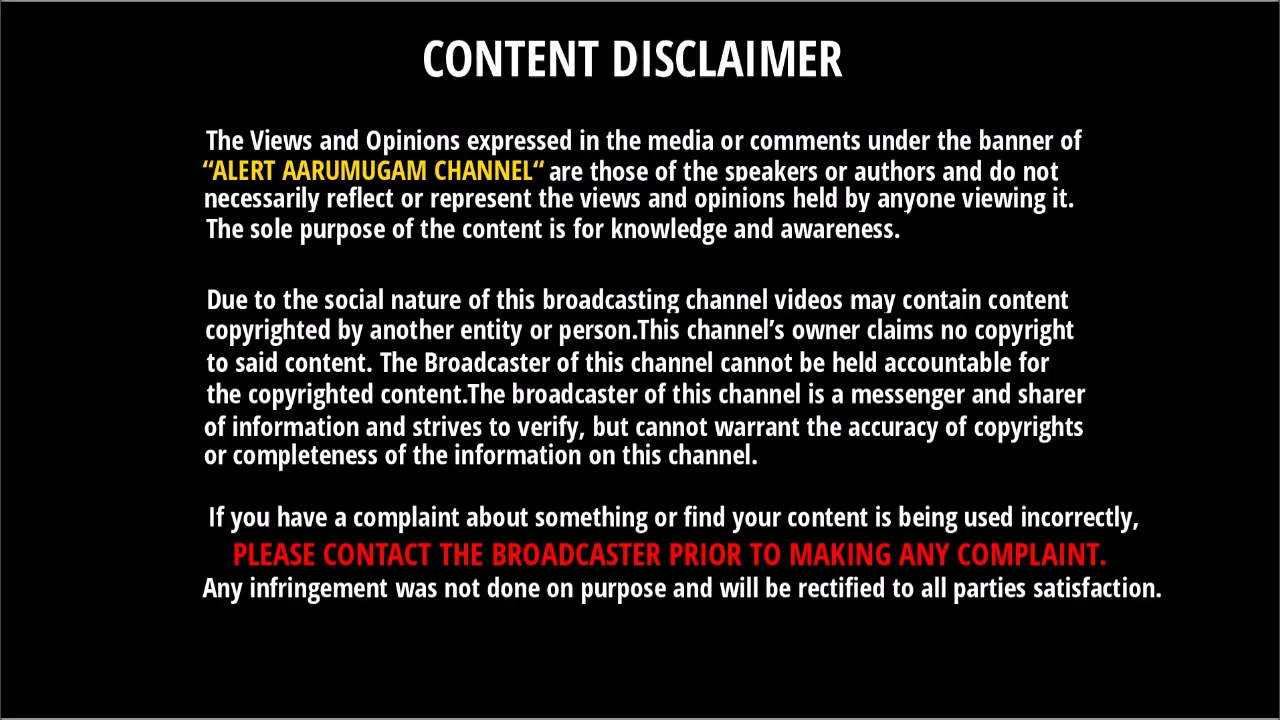 CONTENT DISCLAIMER
The Views and Opinions expressed in the media or comments under the banner of
“ALERT AARUMUGAM CHANNEL“ are those of the speakers or authors and do not
necessarily reflect or represent the views and opinions held by anyone viewing it.
The sole purpose of the content is for knowledge and awareness.
Due to the social nature of this broadcasting channel videos may contain content
copyrighted by another entity or person.This channel’s owner claims no copyright
to said content. The Broadcaster of this channel cannot be held accountable for
the copyrighted content.The broadcaster of this channel is a messenger and sharer
of information and strives to verify, but cannot warrant the accuracy of copyrights
or completeness of the information on this channel.
If you have a complaint about something or find your content is being used incorrectly,
PLEASE CONTACT THE BROADCASTER PRIOR TO MAKING ANY COMPLAINT.
Any infringement was not done on purpose and will be rectified to all parties satisfaction.